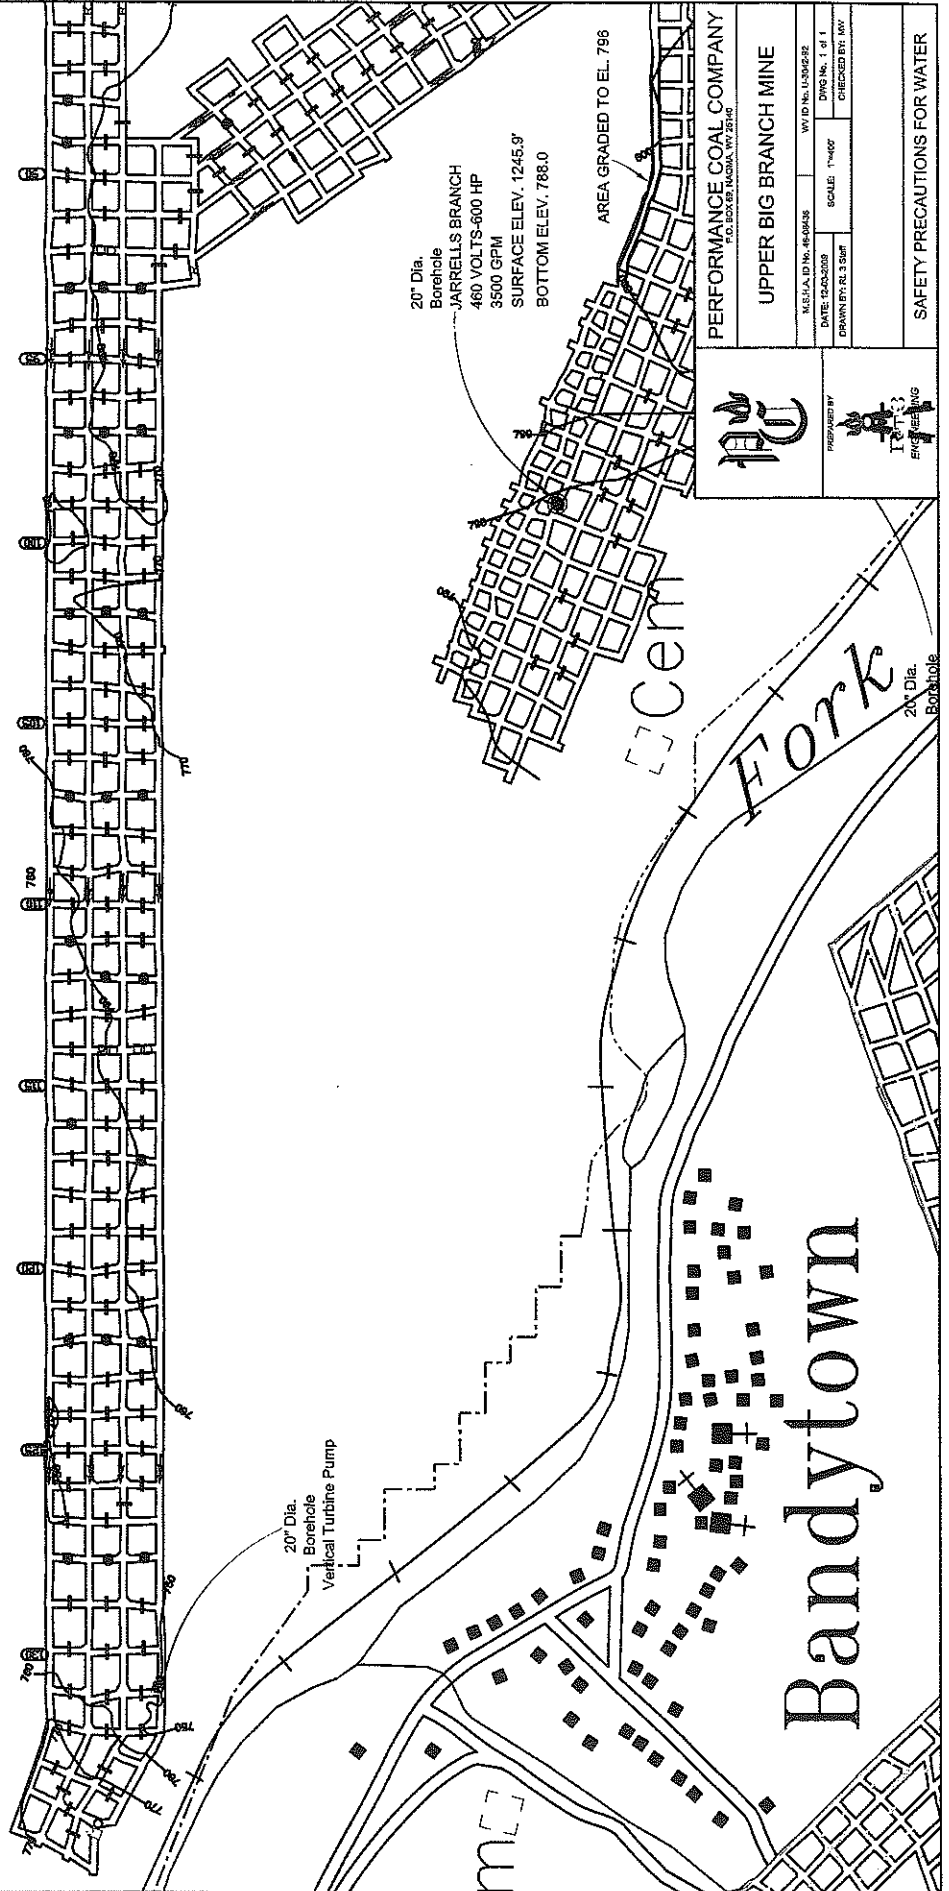 20" Dia.
Borehole
JARRELLS BRANCH
460 VOLTS-600 HP
3500 GPM
SURFACE ELEV. 1245.9'
BOTTOM ELEV. 788.0
AREA GRADED TO EL. 796
PERFORMANCE COAL COMPANY
P.O. BOX 69, NAOMA, WV 25140
UPPER BIG BRANCH MINE
M.S.H.A. ID No. 46-08436
WV ID No. U-3042-92
DATE: 12-03-2009
SCALE: 1"=400'
DWG No. 1 of 1
DRAWN BY: RL 3 Staff
CHECKED BY: MW
SAFETY PRECAUTIONS FOR WATER
PREPARED BY
ENGINEERING
20" Dia.
Borehole
Vertical Turbine Pump
20" Dia.
Borehole
Cem
Fork
Bandytown
m
780
770
780
760
750
760
770
790